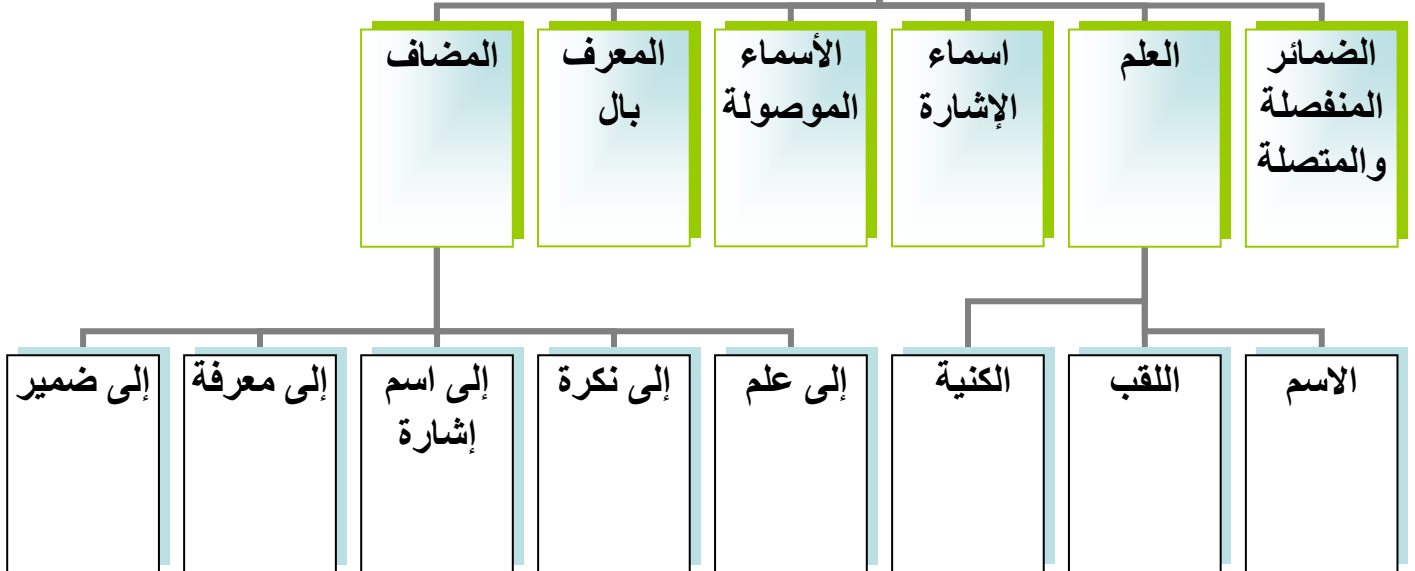 الضمائر
المنفصلة
والمتصلة
العلم
اسماء
الإشارة
الأسماء
الموصولة
المعرف
بال
المضاف
الاسم
اللقب
الكنية
إلى علم
إلى نكرة
إلى اسم
إشارة
إلى معرفة
إلى ضمير